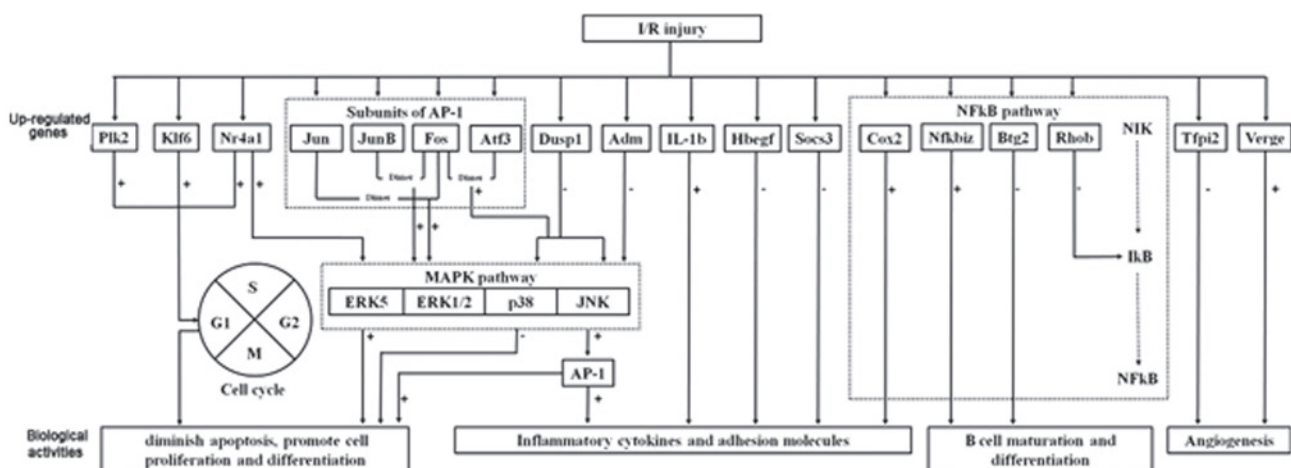 I/R injury
Up-regulated
genes
Subunits of AP-1
NFkB pathway
Plk2
Klf6
Nr4a1
Jun
JunB
Fos
Atf3
Dusp1
Adm
IL-1b
Hbegf
Socs3
Cox2
Nfkbiz
Btg2
Rhob
NIK
Tfpi2
Verge
+
+
+
+
Dimer
Dimer
Dimer
+
+
+
-
-
+
-
-
+
+
-
-
-
+
IkB
NFkB
MAPK pathway
ERK5
ERK1/2
p38
JNK
S
G1
G2
M
Cell cycle
+
-
+
AP-1
+
+
Biological
activities
diminish apoptosis, promote cell
proliferation and differentiation
Inflammatory cytokines and adhesion molecules
B cell maturation and
differentiation
Angiogenesis